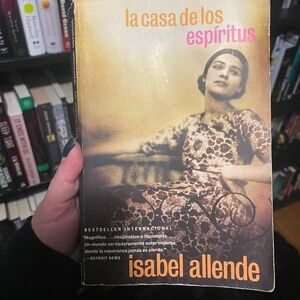 la casa de los
espíritus
BESTSELLER INTERNACIONAL
"Magnífico... imaginativo e imponente.
Un mundo verdaderamente sorprendente,
donde la esperanza jamás se pierde."
—DETROIT NEWS
isabel allende